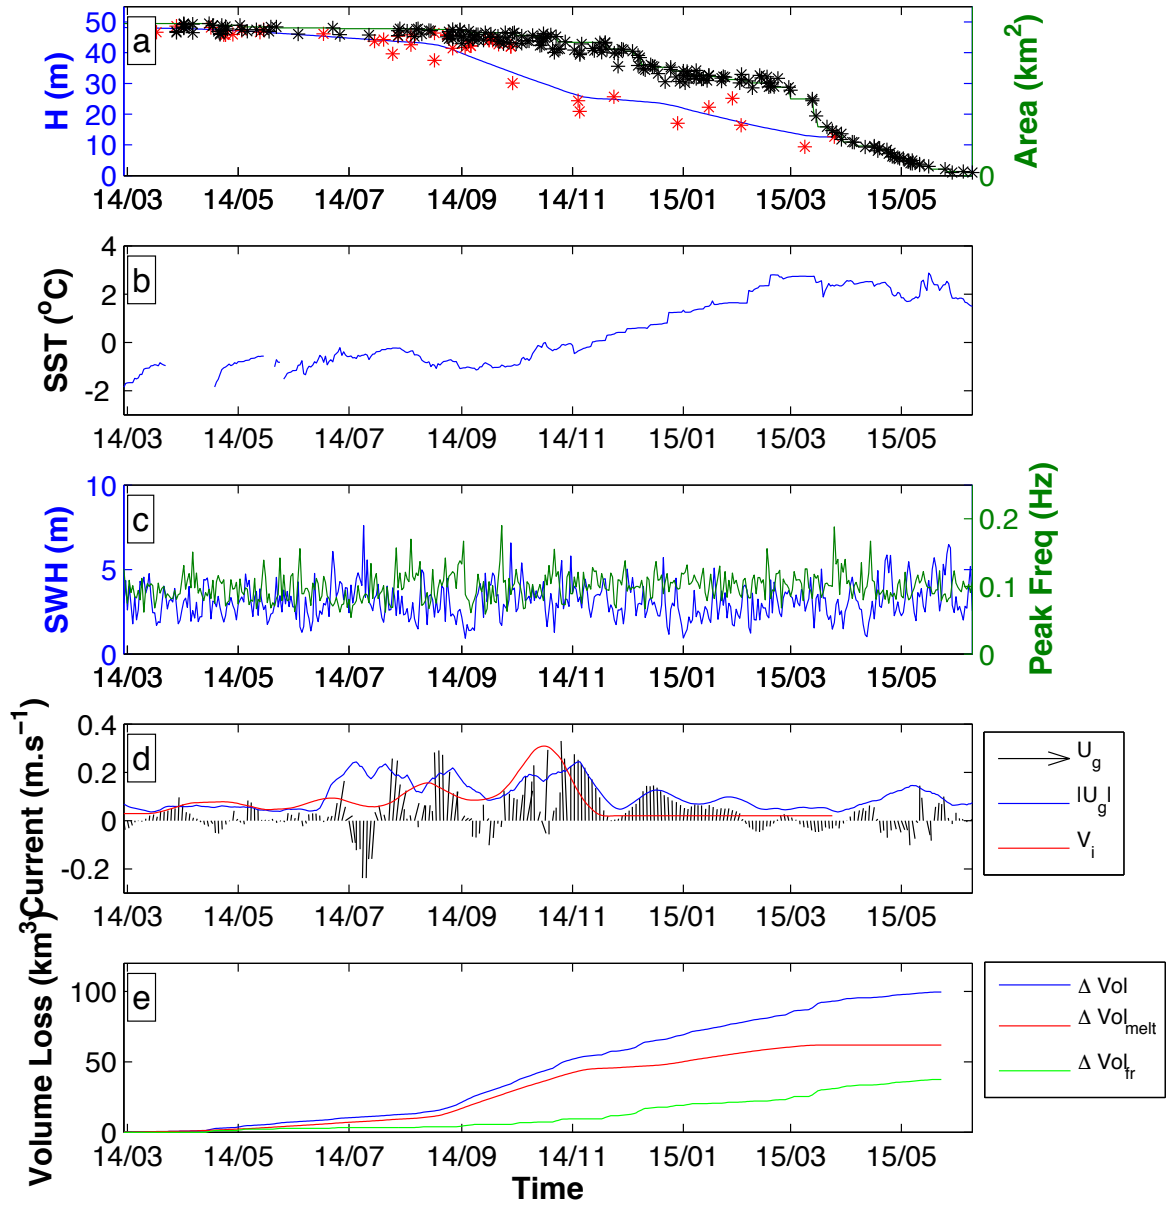 a
H (m)
50
40
30
20
10
0
Area (km²)
0
14/03 14/05 14/07 14/09 14/11 15/01 15/03 15/05
b
SST (°C)
4
2
0
-2
14/03 14/05 14/07 14/09 14/11 15/01 15/03 15/05
c
SWH (m)
10
5
0
Peak Freq (Hz)
0.2
0.1
0
14/03 14/05 14/07 14/09 14/11 15/01 15/03 15/05
d
Current (m.s⁻¹)
0.4
0.2
0
-0.2
U_g
|U_g|
V_i
14/03 14/05 14/07 14/09 14/11 15/01 15/03 15/05
e
Volume Loss (km³)
100
50
0
Δ Vol
Δ Vol_melt
Δ Vol_fr
14/03 14/05 14/07 14/09 14/11 15/01 15/03 15/05
Time